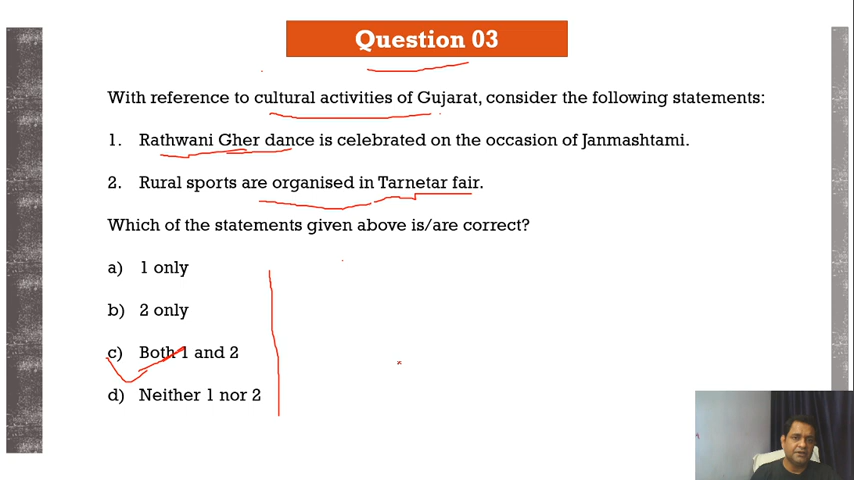 Question 03
With reference to cultural activities of Gujarat, consider the following statements:
1. Rathwani Gher dance is celebrated on the occasion of Janmashtami.
2. Rural sports are organised in Tarnetar fair.
Which of the statements given above is/are correct?
a) 1 only
b) 2 only
c) Both 1 and 2
d) Neither 1 nor 2